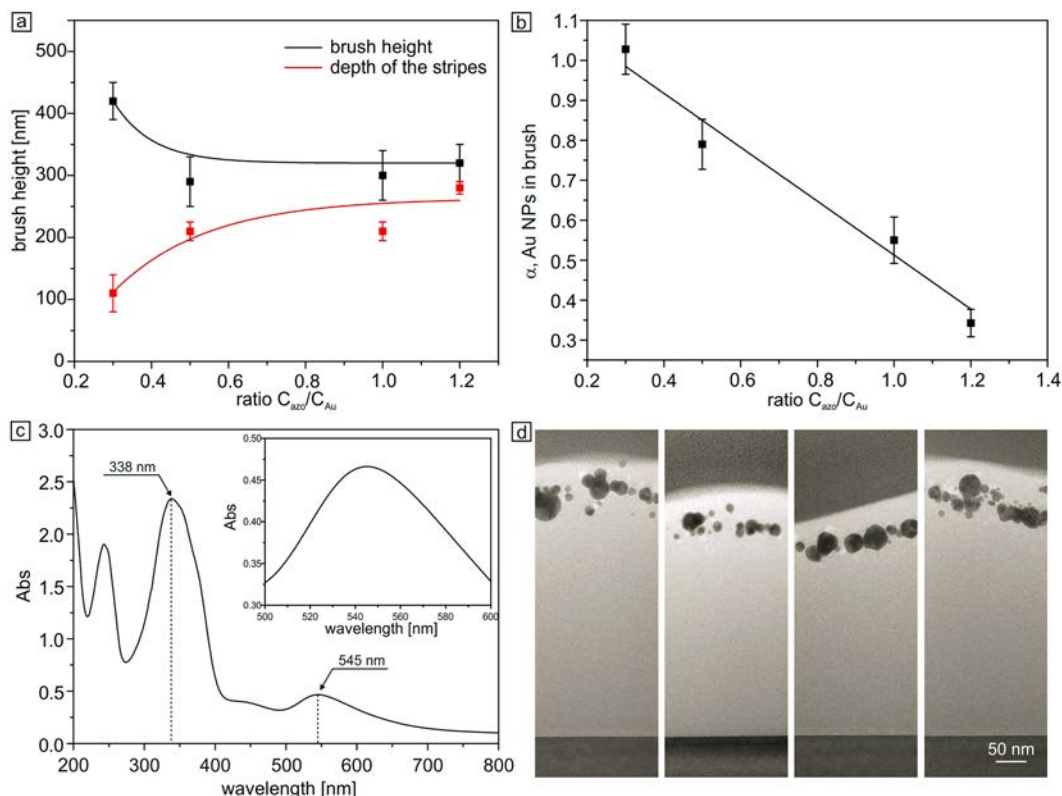 a
brush height
depth of the stripes
500
400
300
200
100
0
brush height [nm]
0.2 0.4 0.6 0.8 1.0 1.2
ratio C_azo/C_Au
b
1.1
1.0
0.9
0.8
0.7
0.6
0.5
0.4
0.3
α, Au NPs in brush
0.2 0.4 0.6 0.8 1.0 1.2 1.4
ratio C_azo/C_Au
c
3.0
2.5
2.0
1.5
1.0
0.5
0.0
Abs
338 nm
545 nm
200 300 400 500 600 700 800
wavelength [nm]
0.50
0.45
0.40
0.35
0.30
Abs
500 520 540 560 580 600
wavelength [nm]
d
50 nm